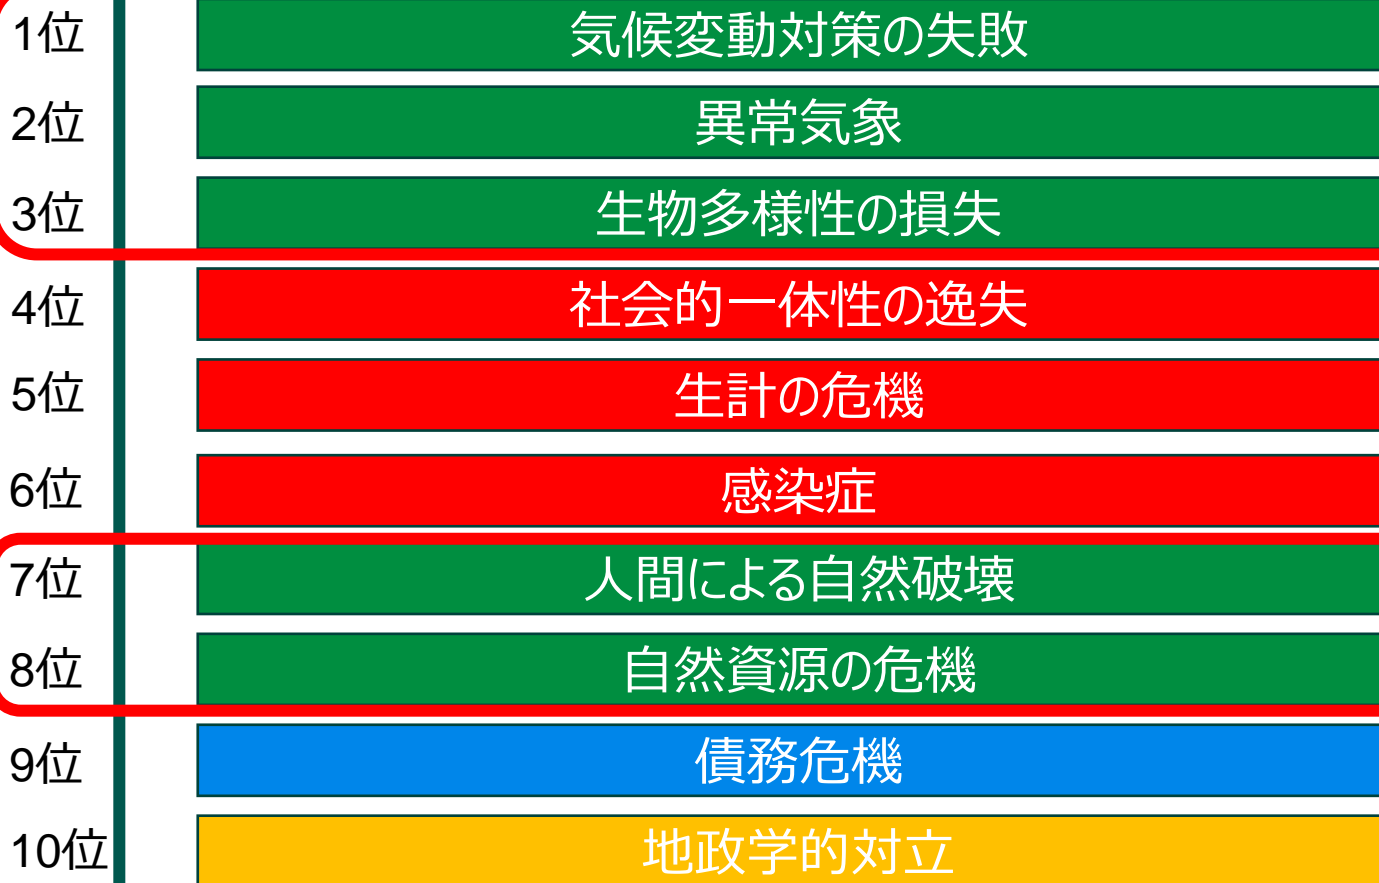 1位 気候変動対策の失敗
2位 異常気象
3位 生物多様性の損失
4位 社会的一体性の逸失
5位 生計の危機
6位 感染症
7位 人間による自然破壊
8位 自然資源の危機
9位 債務危機
10位 地政学的対立